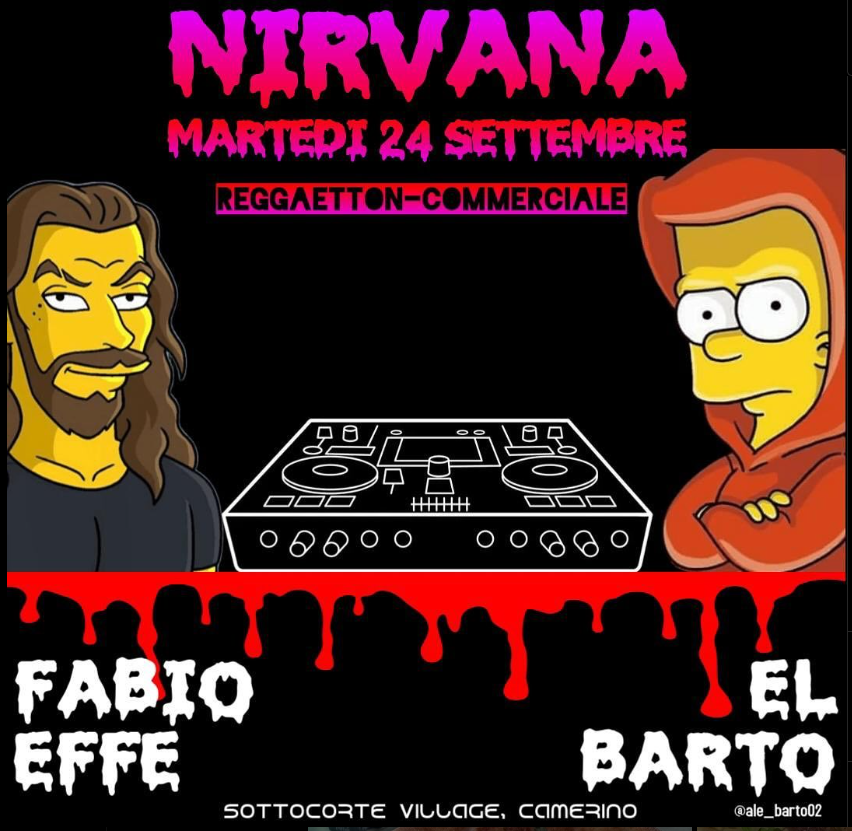 NIRVANA
MARTEDI 24 SETTEMBRE
REGGAETTON-COMMERCIALE
FABIO
EFFE
EL
BARTO
SOTTOCORTE VILLAGE, CAMERINO
@ale_barto02